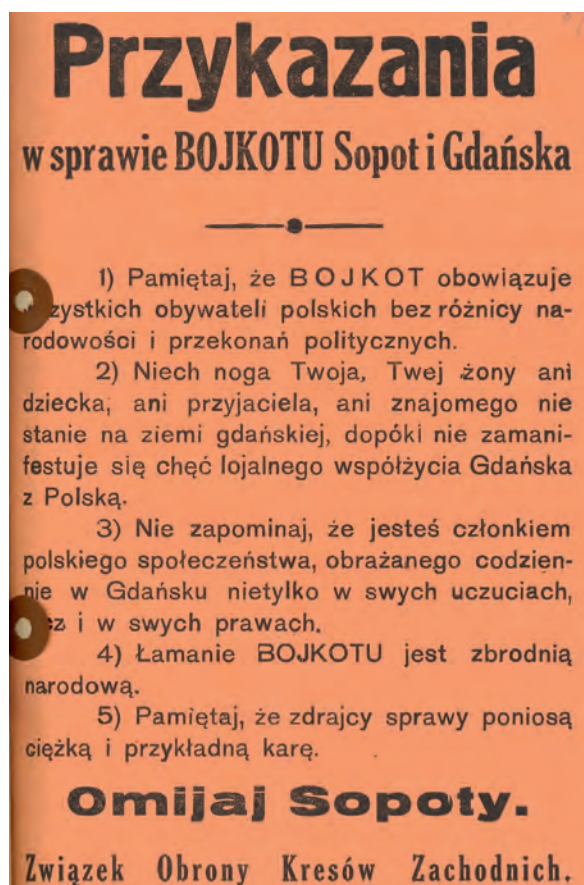 Przykazania
w sprawie BOJKOTU Sopot i Gdańska
1) Pamiętaj, że BOJKOT obowiązuje
zystkich obywateli polskich bez różnicy na-
rodowości i przekonań politycznych.
2) Niech noga Twoja, Twej żony ani
dziecka, ani przyjaciela, ani znajomego nie
stanie na ziemi gdańskiej, dopóki nie zamani-
festuje się chęć lojalnego współżycia Gdańska
z Polską.
3) Nie zapominaj, że jesteś członkiem
polskiego społeczeństwa, obrażanego codzien-
nie w Gdańsku nietylko w swych uczuciach,
cz i w swych prawach.
4) Łamanie BOJKOTU jest zbrodnią
narodową.
5) Pamiętaj, że zdrajcy sprawy poniosą
ciężką i przykładną karę.
Omijaj Sopoty.
Związek Obrony Kresów Zachodnich.